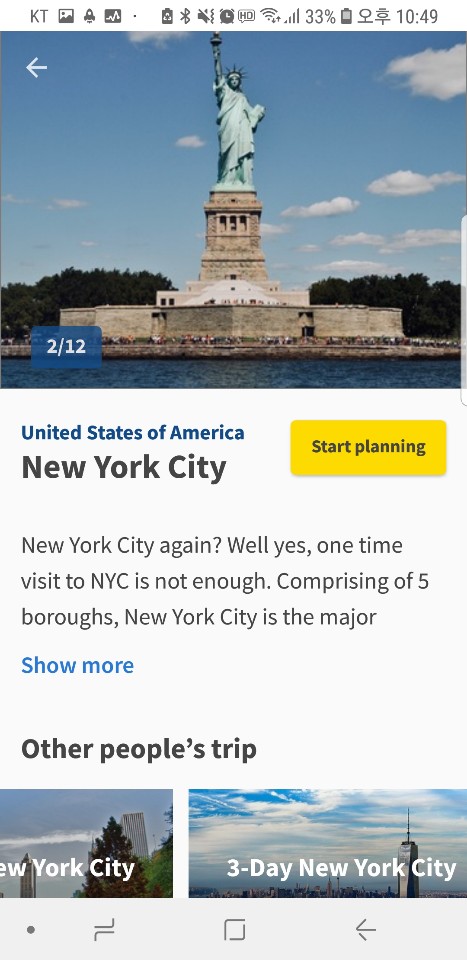 KT HD 33% 오후 10:49
2/12
United States of America
New York City
Start planning
New York City again? Well yes, one time
visit to NYC is not enough. Comprising of 5
boroughs, New York City is the major
Show more
Other people’s trip
ew York City
3-Day New York City